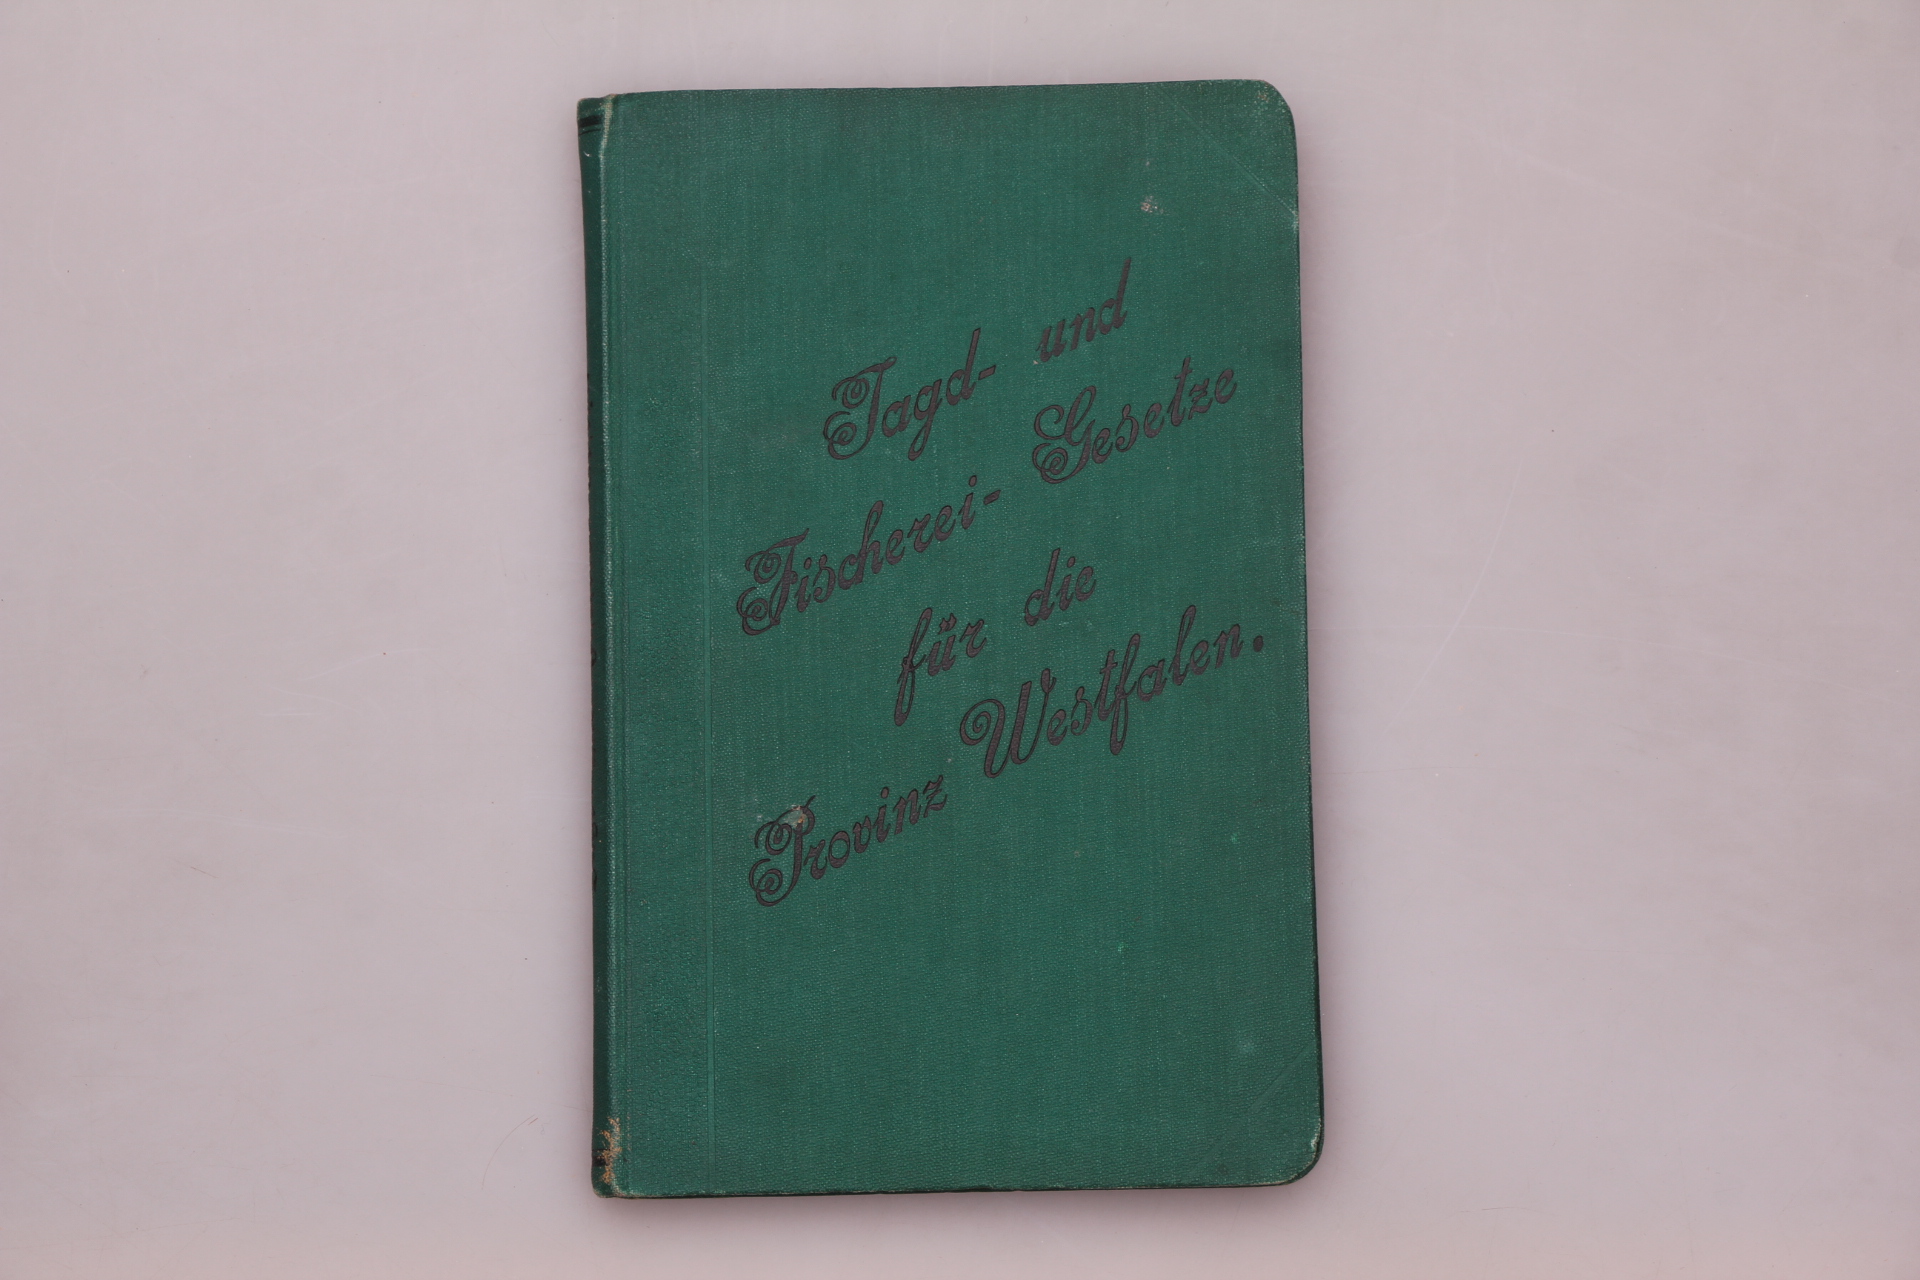 Jagd- und
Fischerei- Gesetze
für die
Provinz Westfalen.